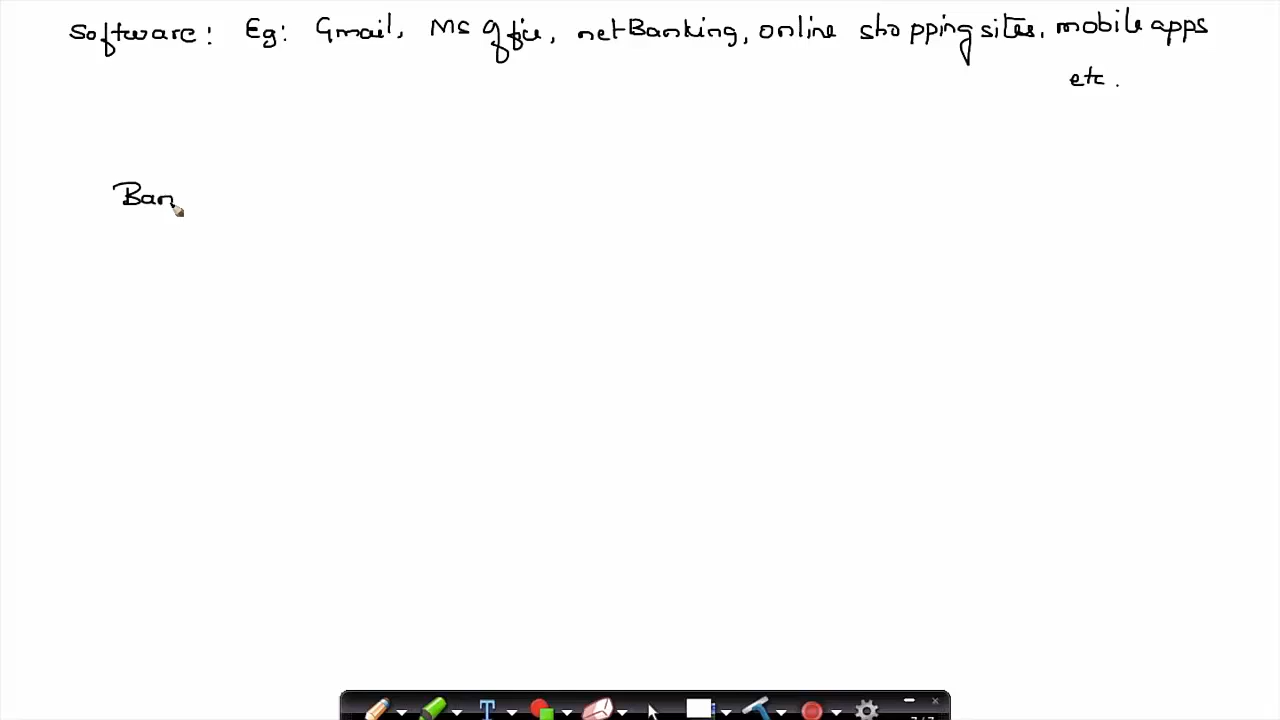 Software: Eg: Gmail, MS Office, netBanking, online shopping sites, mobile apps
etc.
Ban